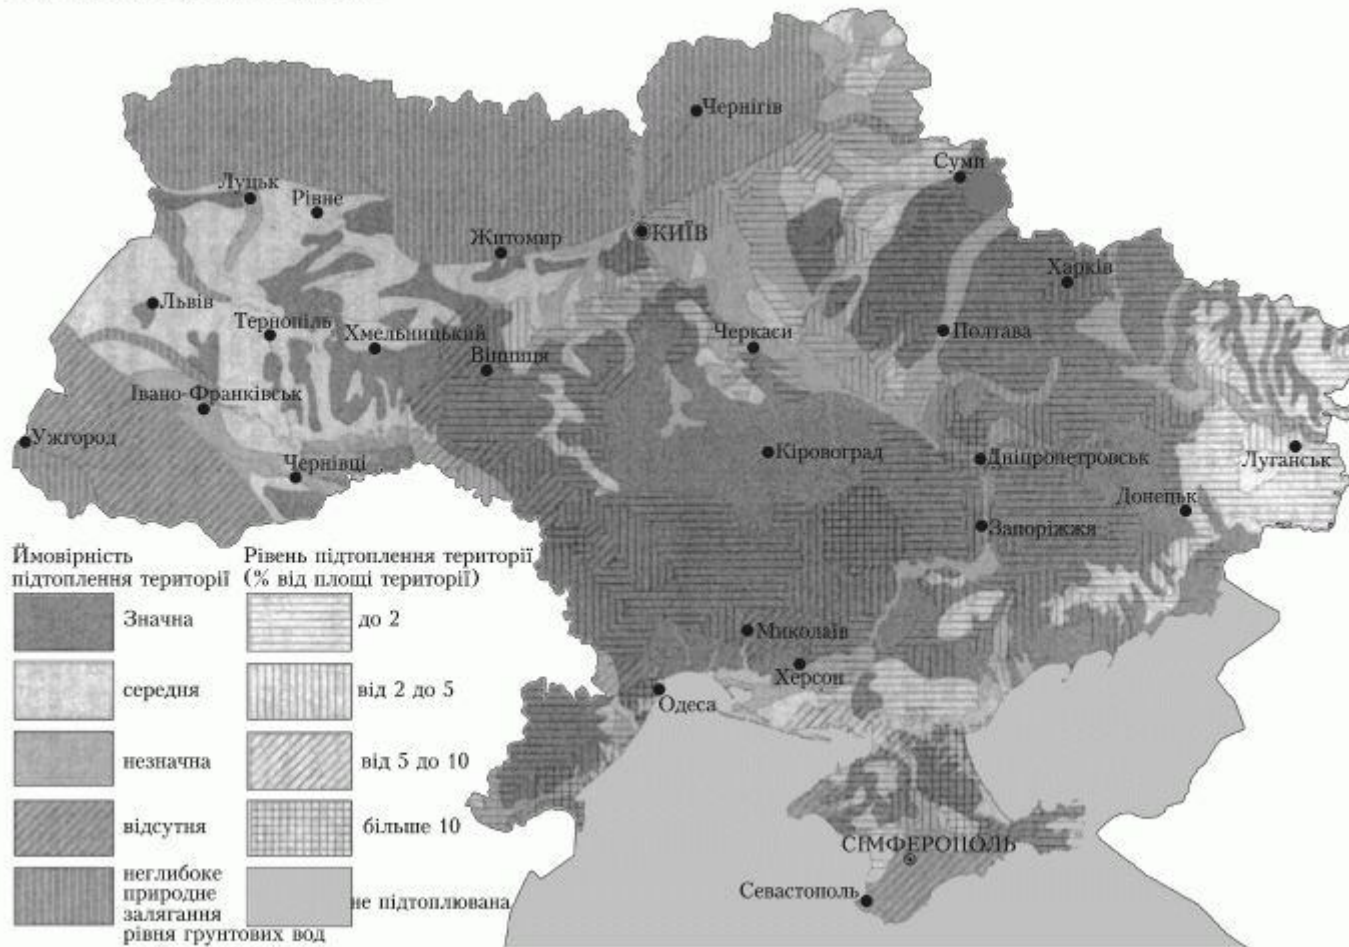 Чернігів
Суми
Луцьк
Рівне
Житомир
КИЇВ
Харків
Львів
Тернопіль
Хмельницький
Вінниця
Черкаси
Полтава
Івано-Франківськ
Ужгород
Чернівці
Кіровоград
Дніпропетровськ
Луганськ
Донецьк
Запоріжжя
Миколаїв
Херсон
Одеса
СІМФЕРОПОЛЬ
Севастополь
Ймовірність
підтоплення території
Значна
середня
незначна
відсутня
неглибоке
природне
залягання
рівня грунтових вод
Рівень підтоплення території
(% від площі території)
до 2
від 2 до 5
від 5 до 10
більше 10
не підтоплювана